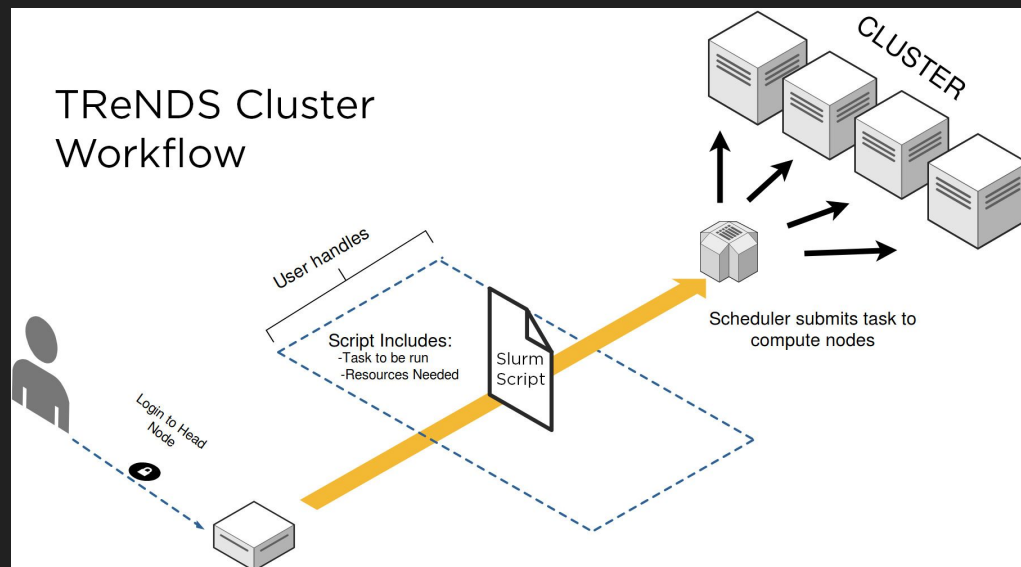 TReNDS Cluster
Workflow
CLUSTER
User handles
Script Includes:
-Task to be run
-Resources Needed
Slurm
Script
Scheduler submits task to
compute nodes
Login to Head
Node